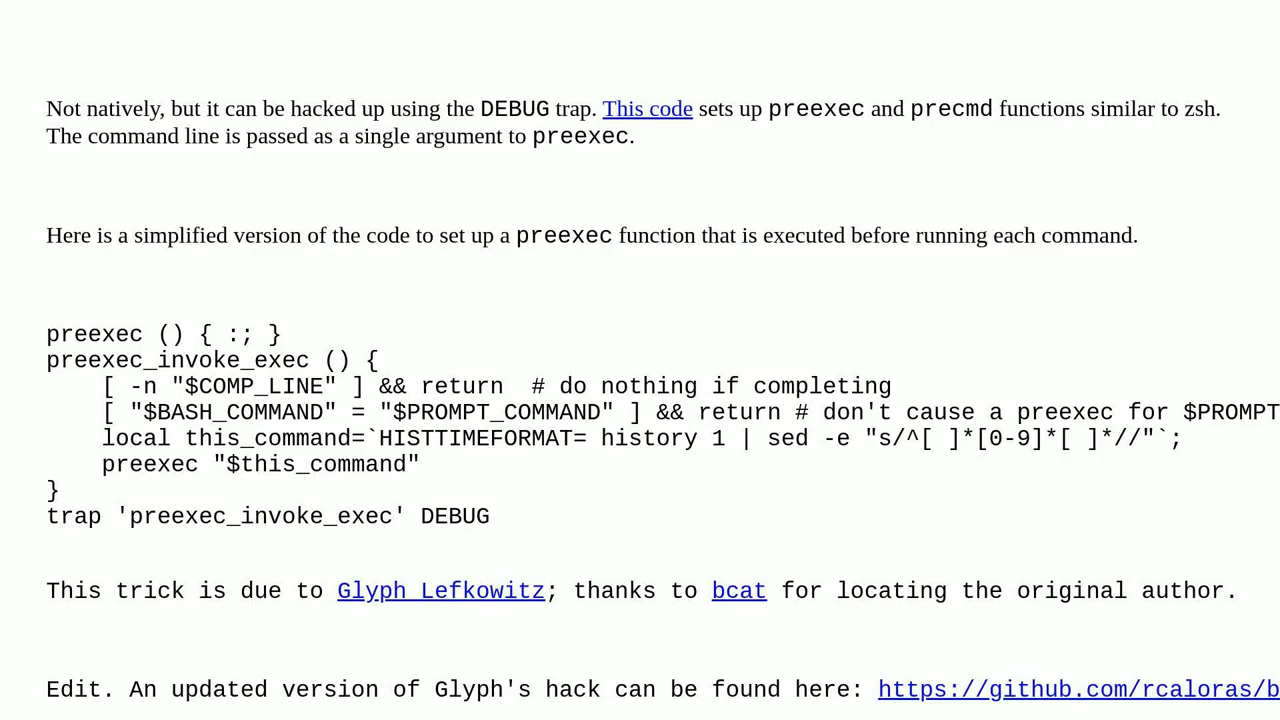 Not natively, but it can be hacked up using the DEBUG trap. This code sets up preexec and precmd functions similar to zsh.
The command line is passed as a single argument to preexec.
Here is a simplified version of the code to set up a preexec function that is executed before running each command.
preexec () { :; }
preexec_invoke_exec () {
    [ -n "$COMP_LINE" ] && return  # do nothing if completing
    [ "$BASH_COMMAND" = "$PROMPT_COMMAND" ] && return # don't cause a preexec for $PROMPT
    local this_command=`HISTTIMEFORMAT= history 1 | sed -e "s/^[ ]*[0-9]*[ ]*//"`;
    preexec "$this_command"
}
trap 'preexec_invoke_exec' DEBUG
This trick is due to Glyph Lefkowitz; thanks to bcat for locating the original author.
Edit. An updated version of Glyph's hack can be found here: https://github.com/rcaloras/b